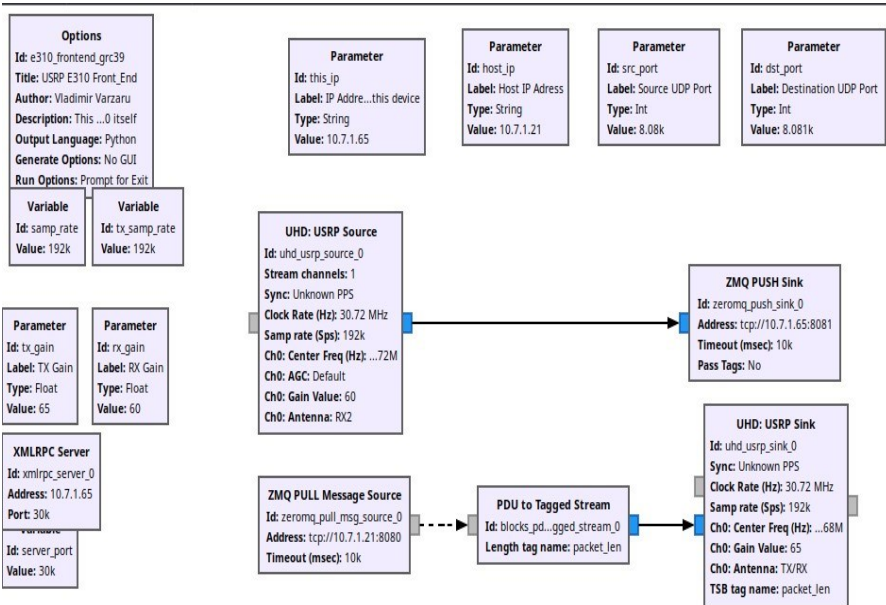 Options
Id: e310_frontend_grc39
Title: USRP E310 Front_End
Author: Vladimir Varzaru
Description: This ...0 itself
Output Language: Python
Generate Options: No GUI
Run Options: Prompt for Exit
Parameter
Id: this_ip
Label: IP Addre...this device
Type: String
Value: 10.7.1.65
Parameter
Id: host_ip
Label: Host IP Adress
Type: String
Value: 10.7.1.21
Parameter
Id: src_port
Label: Source UDP Port
Type: Int
Value: 8.08k
Parameter
Id: dst_port
Label: Destination UDP Port
Type: Int
Value: 8.081k
Variable
Id: samp_rate
Value: 192k
Variable
Id: tx_samp_rate
Value: 192k
UHD: USRP Source
Id: uhd_usrp_source_0
Stream channels: 1
Sync: Unknown PPS
Clock Rate (Hz): 30.72 MHz
Samp rate (Sps): 192k
Ch0: Center Freq (Hz): ...72M
Ch0: AGC: Default
Ch0: Gain Value: 60
Ch0: Antenna: RX2
ZMQ PUSH Sink
Id: zeromq_push_sink_0
Address: tcp://10.7.1.65:8081
Timeout (msec): 10k
Pass Tags: No
Parameter
Id: tx_gain
Label: TX Gain
Type: Float
Value: 65
Parameter
Id: rx_gain
Label: RX Gain
Type: Float
Value: 60
XMLRPC Server
Id: xmlrpc_server_0
Address: 10.7.1.65
Port: 30k
Variable
Id: server_port
Value: 30k
ZMQ PULL Message Source
Id: zeromq_pull_msg_source_0
Address: tcp://10.7.1.21:8080
Timeout (msec): 10k
PDU to Tagged Stream
Id: blocks_pd...gged_stream_0
Length tag name: packet_len
UHD: USRP Sink
Id: uhd_usrp_sink_0
Sync: Unknown PPS
Clock Rate (Hz): 30.72 MHz
Samp rate (Sps): 192k
Ch0: Center Freq (Hz): ...68M
Ch0: Gain Value: 65
Ch0: Antenna: TX/RX
TSB tag name: packet_len